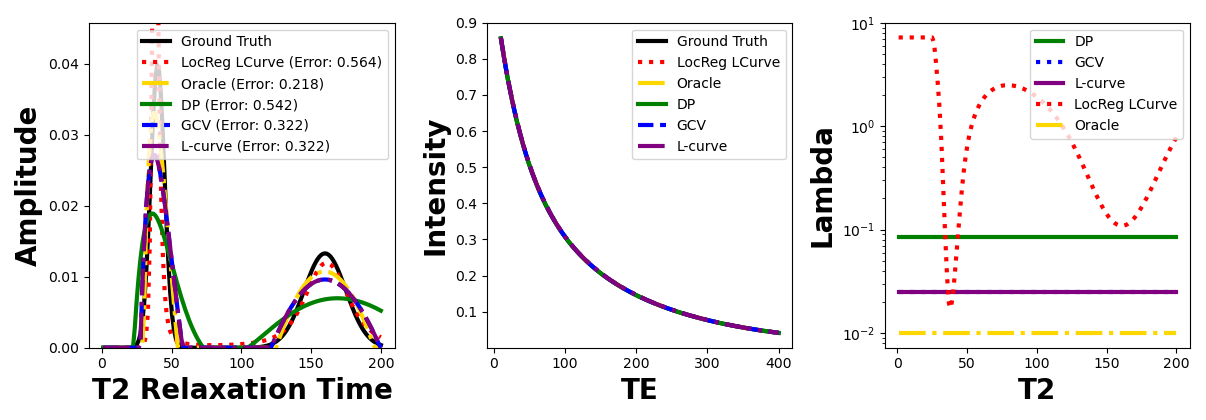 Amplitude
0.04
0.03
0.02
0.01
0.00
0
50
100
150
200
T2 Relaxation Time
Ground Truth
LocReg LCurve (Error: 0.564)
Oracle (Error: 0.218)
DP (Error: 0.542)
GCV (Error: 0.322)
L-curve (Error: 0.322)
Intensity
0.9
0.8
0.7
0.6
0.5
0.4
0.3
0.2
0.1
0
100
200
300
400
TE
Ground Truth
LocReg LCurve
Oracle
DP
GCV
L-curve
Lambda
10¹
10⁰
10⁻¹
10⁻²
0
50
100
150
200
T2
DP
GCV
L-curve
LocReg LCurve
Oracle